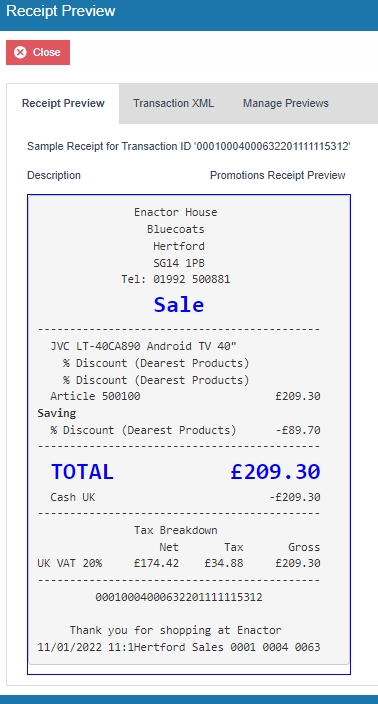 Receipt Preview
Close
Receipt Preview Transaction XML Manage Previews
Sample Receipt for Transaction ID '00010004000632201111115312'
Description Promotions Receipt Preview
Enactor House
Bluecoats
Hertford
SG14 1PB
Tel: 01992 500881
Sale
JVC LT-40CA890 Android TV 40"
% Discount (Dearest Products)
% Discount (Dearest Products)
Article 500100 £209.30
Saving
% Discount (Dearest Products) -£89.70
TOTAL £209.30
Cash UK -£209.30
Tax Breakdown
Net Tax Gross
UK VAT 20% £174.42 £34.88 £209.30
00010004000632201111115312
Thank you for shopping at Enactor
11/01/2022 11:1Hertford Sales 0001 0004 0063